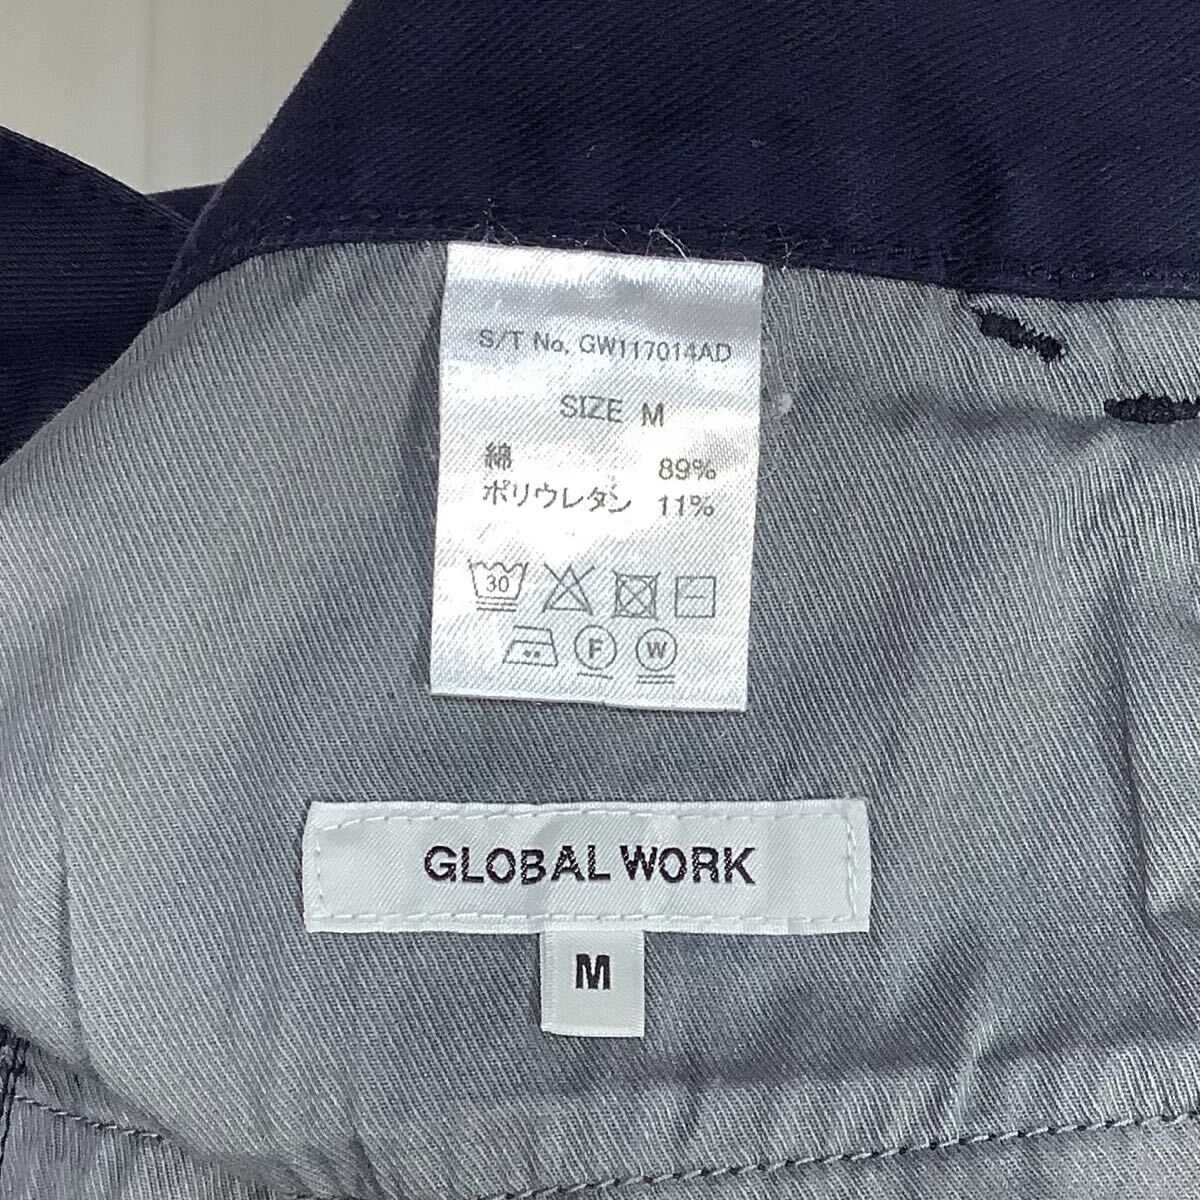 S/T No. GW117014AD
SIZE M
綿 89%
ポリウレタン 11%
30
F W
GLOBAL WORK
M